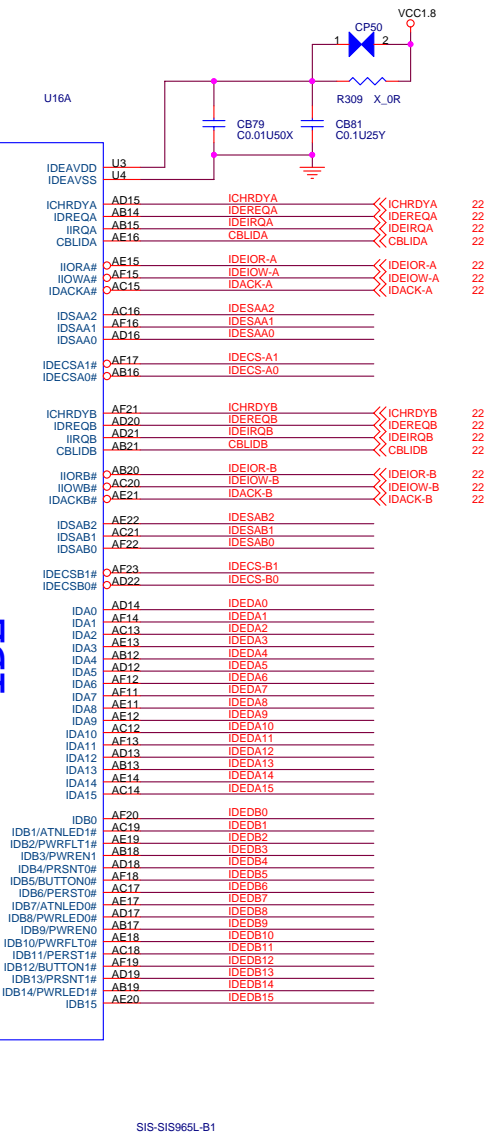 VCC1.8
CP50
1 2
R309 X_0R
U16A
CB79
C0.01U50X
CB81
C0.1U25Y
IDEAVDD U3
IDEAVSS U4
ICHRDYA AD15 ICHRDYA ICHRDYA 22
IDREQA AB14 IDEREQA IDEREQA 22
IIRQA AB15 IDEIRQA IDEIRQA 22
CBLIDA AE16 CBLIDA CBLIDA 22
IIORA# AE15 IDEIOR-A IDEIOR-A 22
IIOWA# AF15 IDEIOW-A IDEIOW-A 22
IDACKA# AC15 IDACK-A IDACK-A 22
IDSAA2 AC16 IDESAA2
IDSAA1 AF16 IDESAA1
IDSAA0 AD16 IDESAA0
IDECSA1# AF17 IDECS-A1
IDECSA0# AB16 IDECS-A0
ICHRDYB AF21 ICHRDYB ICHRDYB 22
IDREQB AD20 IDEREQB IDEREQB 22
IIRQB AD21 IDEIRQB IDEIRQB 22
CBLIDB AB21 CBLIDB CBLIDB 22
IIORB# AB20 IDEIOR-B IDEIOR-B 22
IIOWB# AC20 IDEIOW-B IDEIOW-B 22
IDACKB# AE21 IDACK-B IDACK-B 22
IDSAB2 AE22 IDESAB2
IDSAB1 AC21 IDESAB1
IDSAB0 AF22 IDESAB0
IDECSB1# AF23 IDECS-B1
IDECSB0# AD22 IDECS-B0
IDA0 AD14 IDEDA0
IDA1 AF14 IDEDA1
IDA2 AC13 IDEDA2
IDA3 AE13 IDEDA3
IDA4 AB12 IDEDA4
IDA5 AD12 IDEDA5
IDA6 AF12 IDEDA6
IDA7 AF11 IDEDA7
IDA8 AE11 IDEDA8
IDA9 AE12 IDEDA9
IDA10 AC12 IDEDA10
IDA11 AF13 IDEDA11
IDA12 AD13 IDEDA12
IDA13 AB13 IDEDA13
IDA14 AE14 IDEDA14
IDA15 AC14 IDEDA15
IDB0 AF20 IDEDB0
IDB1/ATNLED1# AC19 IDEDB1
IDB2/PWRFLT1# AE19 IDEDB2
IDB3/PWREN1 AB18 IDEDB3
IDB4/PRSNT0# AD18 IDEDB4
IDB5/BUTTON0# AF18 IDEDB5
IDB6/PERST0# AC17 IDEDB6
IDB7/ATNLED0# AE17 IDEDB7
IDB8/PWRLED0# AD17 IDEDB8
IDB9/PWREN0 AB17 IDEDB9
IDB10/PWRFLT0# AE18 IDEDB10
IDB11/PERST1# AC18 IDEDB11
IDB12/BUTTON1# AF19 IDEDB12
IDB13/PRSNT1# AD19 IDEDB13
IDB14/PWRLED1# AB19 IDEDB14
IDB15 AE20 IDEDB15
SIS-SIS965L-B1